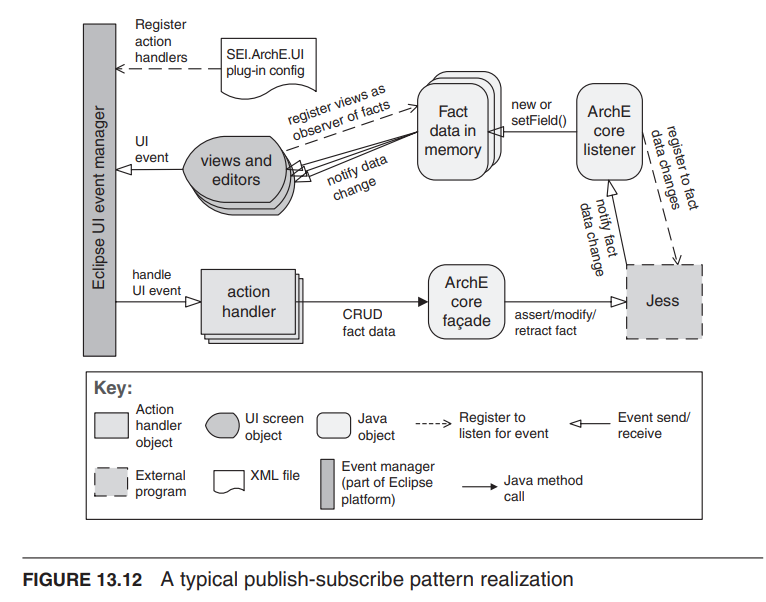 Register
action
handlers
SEI.ArchE.UI
plug-in config
Eclipse UI event manager
UI
event
views and
editors
register views as
observer of facts
notify data
change
Fact
data in
memory
new or
setField()
ArchE
core
listener
register to fact
data changes
notify fact
data change
handle
UI event
action
handler
CRUD
fact data
ArchE
core
façade
assert/modify/
retract fact
Jess
Key:
Action
handler
object
UI screen
object
Java
object
Register to
listen for event
Event send/
receive
External
program
XML file
Event manager
(part of Eclipse
platform)
Java method
call
FIGURE 13.12 A typical publish-subscribe pattern realization